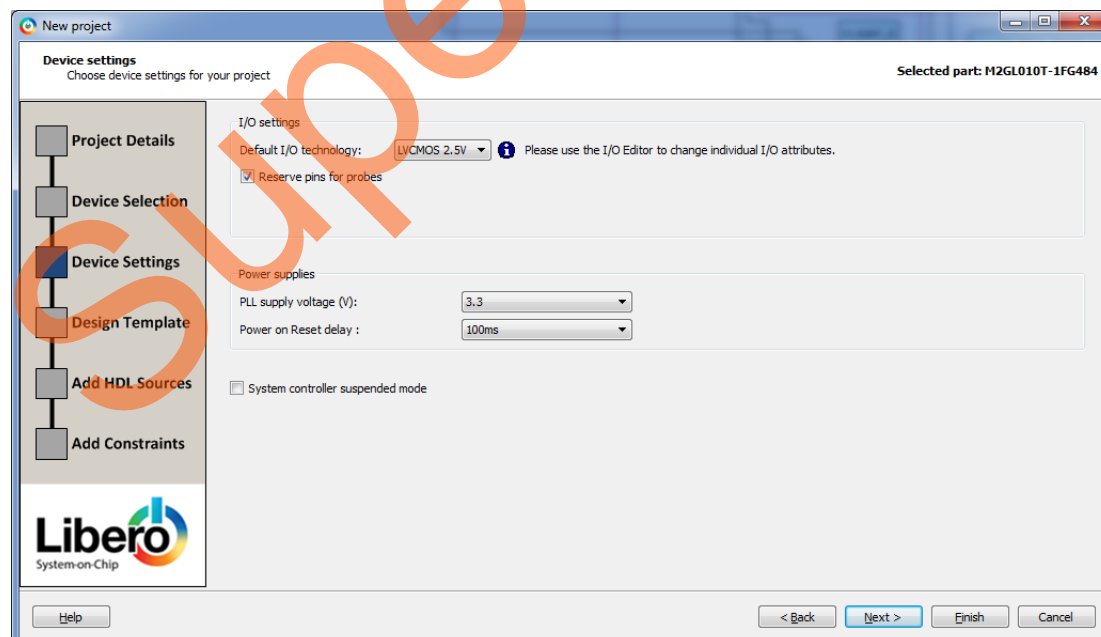 New project
Device settings
Choose device settings for your project
Selected part: M2GL010T-1FG484
Project Details
Device Selection
Device Settings
Design Template
Add HDL Sources
Add Constraints
Libero
System-on-Chip
I/O settings
Default I/O technology: LVCMOS 2.5V Please use the I/O Editor to change individual I/O attributes.
Reserve pins for probes
Power supplies
PLL supply voltage (V): 3.3
Power on Reset delay : 100ms
System controller suspended mode
Help
< Back Next > Finish Cancel
Supe